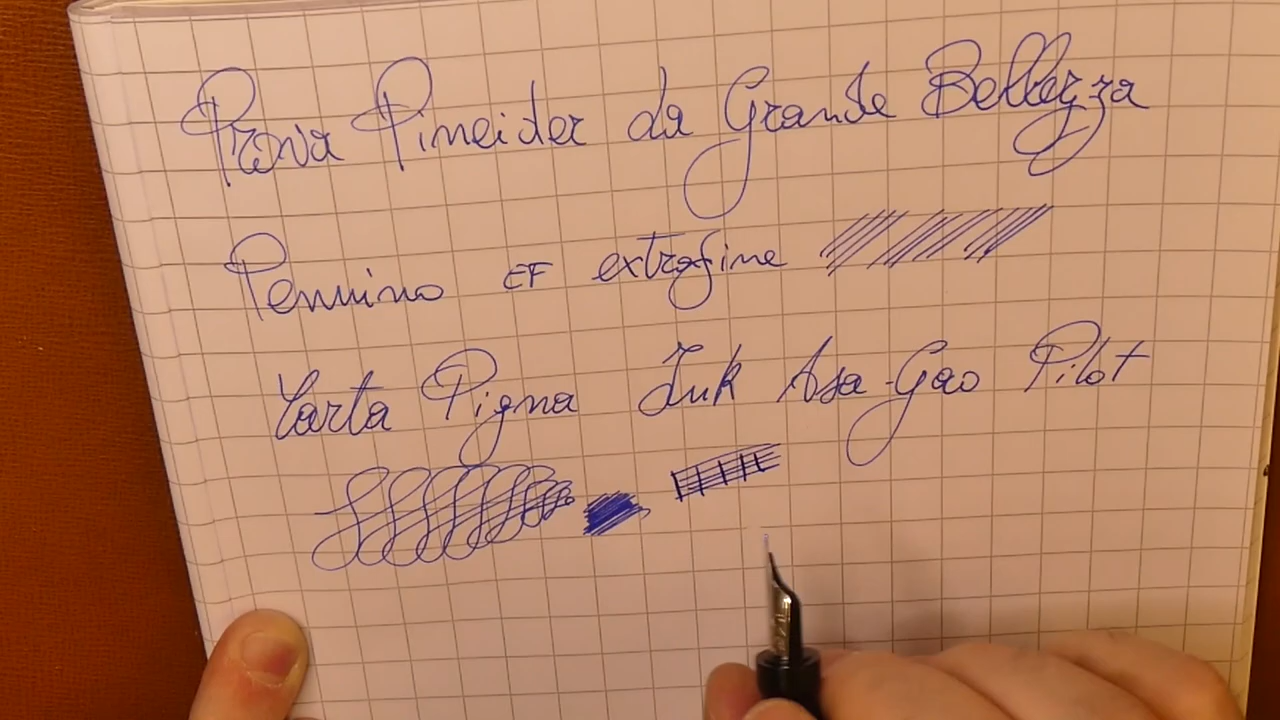 Prova Pineider da Grande Bellezza
Pennino EF extrafine
Carta Pigna Ink Asa-Gao Pilot